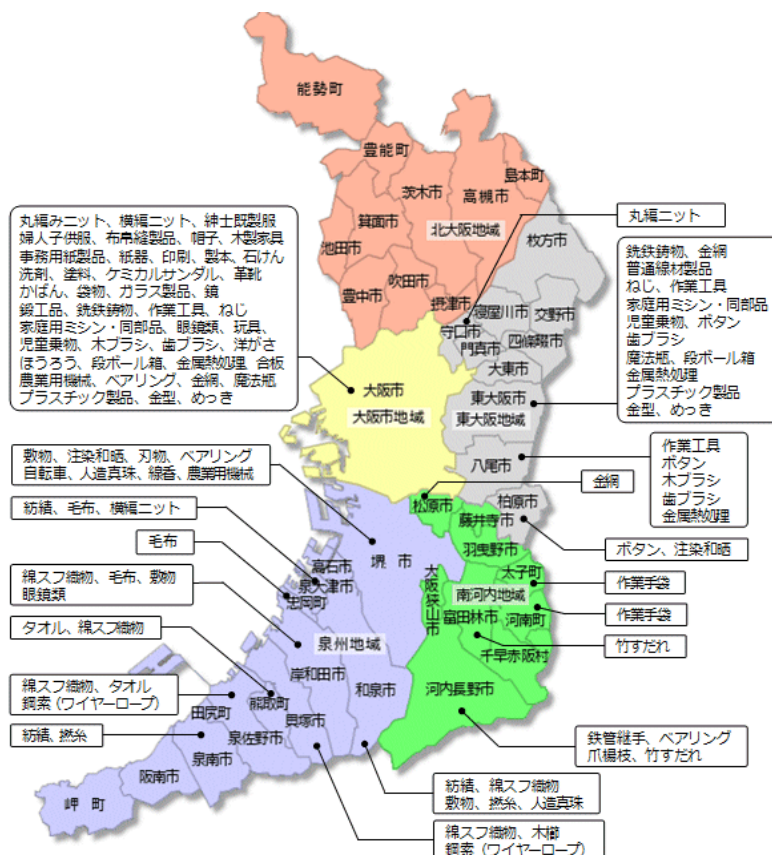 能勢町
豊能町
茨木市
高槻市
島本町
箕面市
池田市
北大阪地域
吹田市
豊中市
摂津市
枚方市
寝屋川市
交野市
守口市
門真市
四條畷市
大東市
大阪市
大阪市地域
東大阪市
東大阪地域
八尾市
柏原市
松原市
藤井寺市
羽曳野市
太子町
南河内地域
大阪狭山市
富田林市
河南町
千早赤阪村
河内長野市
堺市
高石市
泉大津市
忠岡町
泉州地域
岸和田市
和泉市
熊取町
貝塚市
田尻町
泉佐野市
泉南市
阪南市
岬町
丸編みニット、横編ニット、紳士既製服
婦人子供服、布帛縫製品、帽子、木製家具
事務用紙製品、紙器、印刷、製本、石けん
洗剤、塗料、ケミカルサンダル、革靴
かばん、袋物、ガラス製品、鏡
鍛工品、銑鉄鋳物、作業工具、ねじ
家庭用ミシン・同部品、眼鏡類、玩具、
児童乗物、木ブラシ、歯ブラシ、洋がさ
ほうろう、段ボール箱、金属熱処理、合板
農業用機械、ベアリング、金網、魔法瓶
プラスチック製品、金型、めっき
丸編ニット
銑鉄鋳物、金網
普通線材製品
ねじ、作業工具
家庭用ミシン・同部品
児童乗物、ボタン
歯ブラシ
魔法瓶、段ボール箱
金属熱処理
プラスチック製品
金型、めっき
作業工具
ボタン
木ブラシ
歯ブラシ
金属熱処理
金網
ボタン、注染和晒
敷物、注染和晒、刃物、ベアリング
自転車、人造真珠、線香、農業用機械
紡績、毛布、横編ニット
毛布
綿スフ織物、毛布、敷物
眼鏡類
タオル、綿スフ織物
綿スフ織物、タオル
鋼索（ワイヤーロープ）
紡績、撚糸
作業手袋
作業手袋
竹すだれ
鉄管継手、ベアリング
爪楊枝、竹すだれ
紡績、綿スフ織物
敷物、撚糸、人造真珠
綿スフ織物、木櫛
鋼索（ワイヤーロープ）